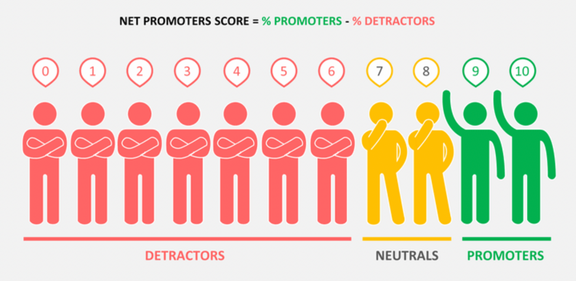 NET PROMOTERS SCORE = % PROMOTERS - % DETRACTORS
0 1 2 3 4 5 6 7 8 9 10
DETRACTORS NEUTRALS PROMOTERS